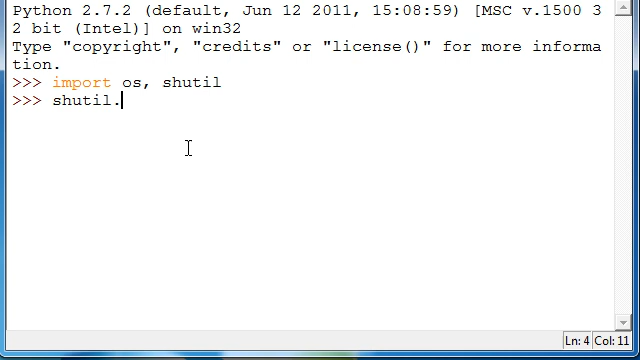 Python 2.7.2 (default, Jun 12 2011, 15:08:59) [MSC v.1500 3
2 bit (Intel)] on win32
Type "copyright", "credits" or "license()" for more informa
tion.
>>> import os, shutil
>>> shutil.
Ln: 4 Col: 11